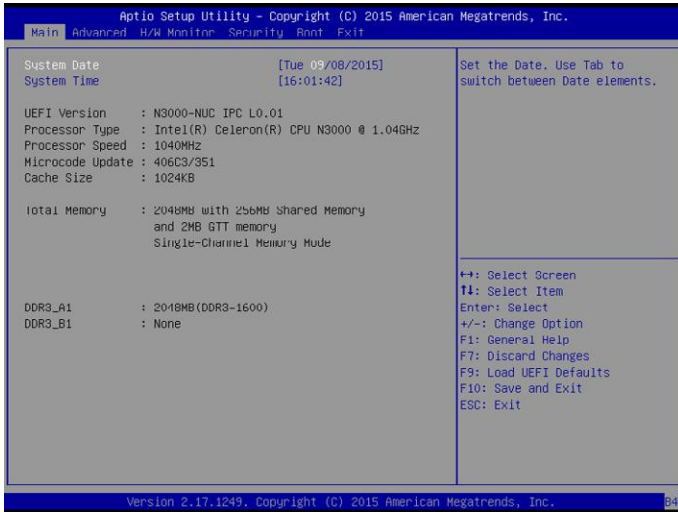 Aptio Setup Utility – Copyright (C) 2015 American Megatrends, Inc.
Main Advanced H/W Monitor Security Boot Exit
System Date [Tue 09/08/2015]
System Time [16:01:42]
UEFI Version : N3000-NUC IPC L0.01
Processor Type : Intel(R) Celeron(R) CPU N3000 @ 1.04GHz
Processor Speed : 1040MHz
Microcode Update : 406C3/351
Cache Size : 1024KB
Total Memory : 2048MB with 256MB Shared Memory
and 2MB GTT memory
Single-Channel Memory Mode
DDR3_A1 : 2048MB(DDR3-1600)
DDR3_B1 : None
Set the Date. Use Tab to
switch between Date elements.
↔: Select Screen
↑↓: Select Item
Enter: Select
+/-: Change Option
F1: General Help
F7: Discard Changes
F9: Load UEFI Defaults
F10: Save and Exit
ESC: Exit
Version 2.17.1249. Copyright (C) 2015 American Megatrends, Inc.
B4